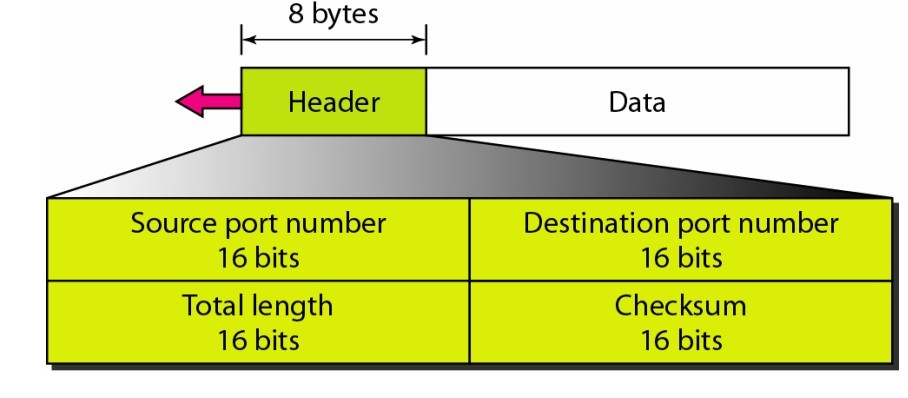 8 bytes
Header
Data
Source port number
16 bits
Destination port number
16 bits
Total length
16 bits
Checksum
16 bits